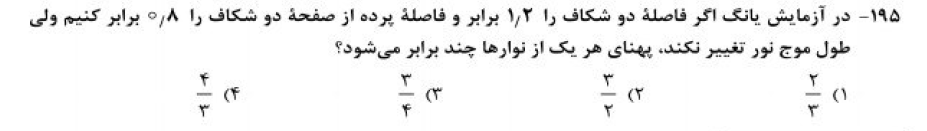 ۱۹۵- در آزمایش یانگ اگر فاصلهٔ دو شکاف را ۱٫۲ برابر و فاصلهٔ پرده از صفحهٔ دو شکاف را ۰٫۸ برابر کنیم ولی
طول موج نور تغییر نکند، پهنای هر یک از نوارها چند برابر می‌شود؟
۱) ۲/۳ ۲) ۳/۲ ۳) ۳/۴ ۴) ۴/۳